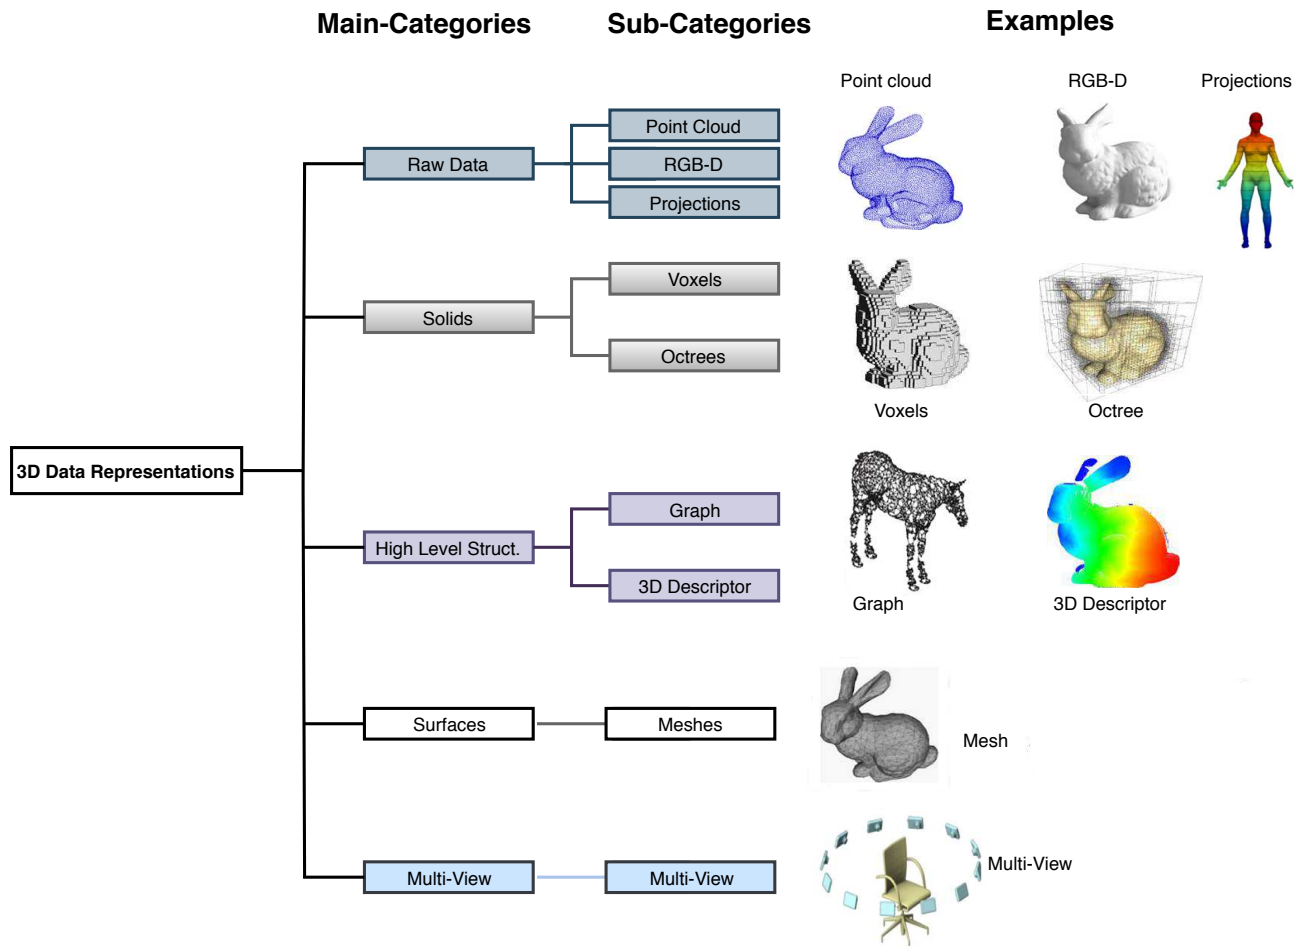 Main-Categories
Sub-Categories
Examples
Point cloud
RGB-D
Projections
Point Cloud
Raw Data
RGB-D
Projections
Voxels
Solids
Octrees
Voxels
Octree
3D Data Representations
Graph
High Level Struct.
3D Descriptor
Graph
3D Descriptor
Surfaces
Meshes
Mesh
Multi-View
Multi-View
Multi-View